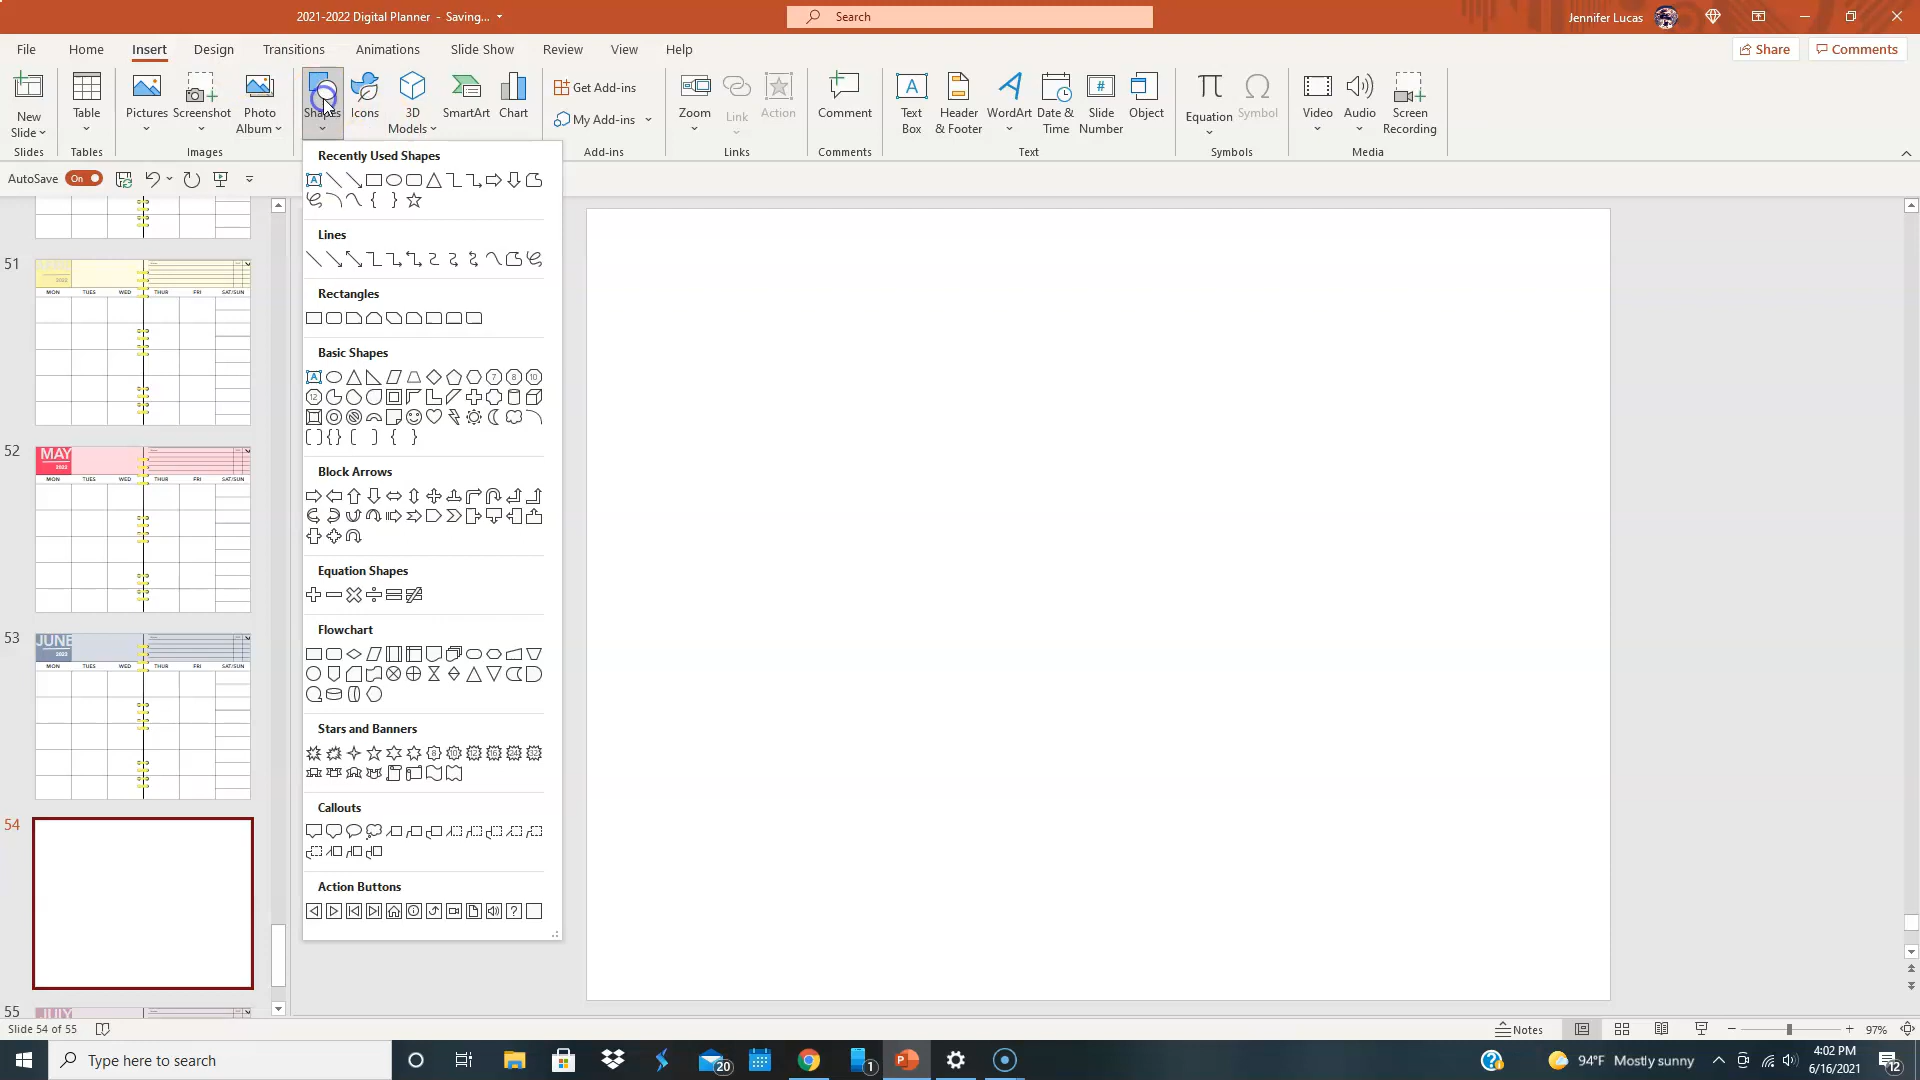 2021-2022 Digital Planner - Saving...
Search
Jennifer Lucas
File Home Insert Design Transitions Animations Slide Show Review View Help
Share Comments
New Slide
Table
Pictures
Screenshot
Photo Album
Shapes
Icons
3D Models
SmartArt
Chart
Get Add-ins
My Add-ins
Zoom
Link
Action
Comment
Text Box
Header & Footer
WordArt
Date & Time
Slide Number
Object
Equation
Symbol
Video
Audio
Screen Recording
Slides Tables Images Add-ins Links Comments Text Symbols Media
AutoSave On
Recently Used Shapes
Lines
Rectangles
Basic Shapes
Block Arrows
Equation Shapes
Flowchart
Stars and Banners
Callouts
Action Buttons
51
MON TUES WED THUR FRI SAT/SUN
52
MAY
2022
MON TUES WED THUR FRI SAT/SUN
53
JUNE
2022
MON TUES WED THUR FRI SAT/SUN
54
55
JULY
Slide 54 of 55
Notes
97%
Type here to search
20
1
94°F Mostly sunny
4:02 PM
6/16/2021
12